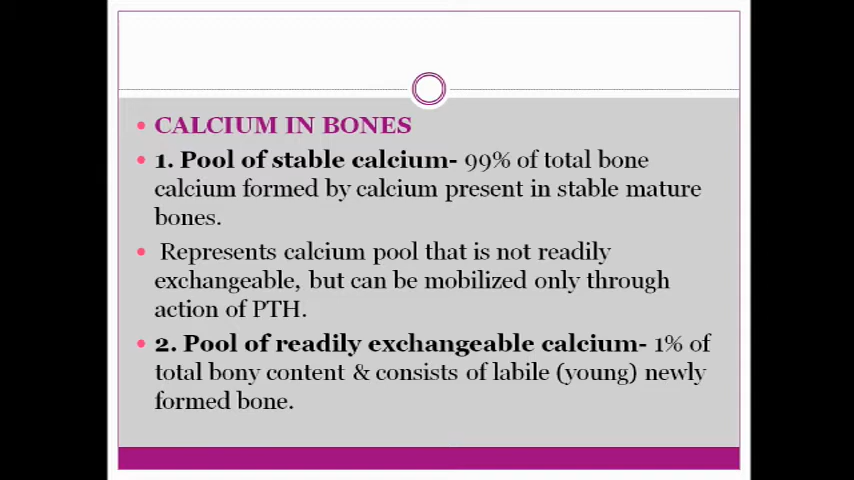 • CALCIUM IN BONES
• 1. Pool of stable calcium- 99% of total bone
calcium formed by calcium present in stable mature
bones.
• Represents calcium pool that is not readily
exchangeable, but can be mobilized only through
action of PTH.
• 2. Pool of readily exchangeable calcium- 1% of
total bony content & consists of labile (young) newly
formed bone.